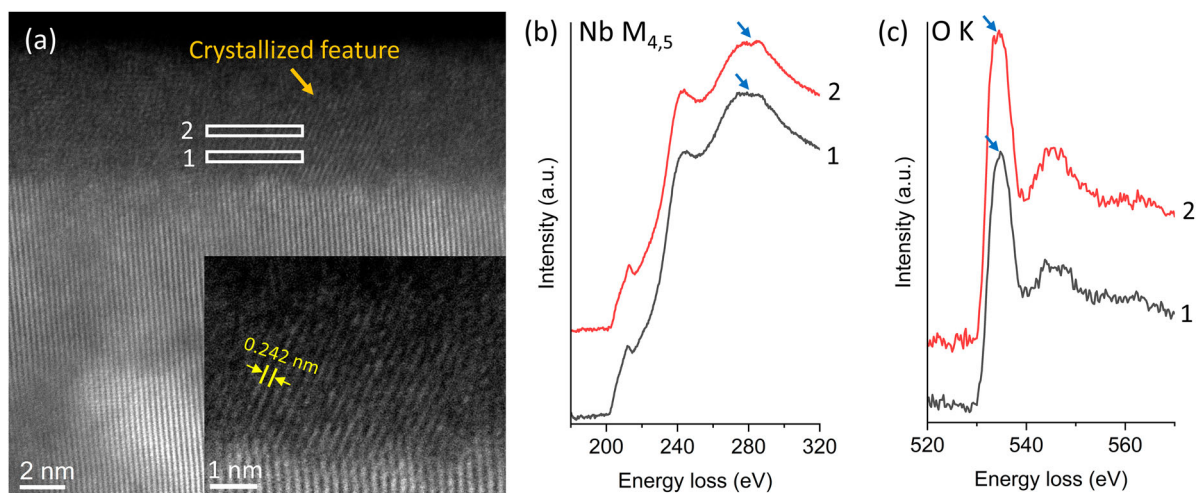 (a)
Crystallized feature
2
1
0.242 nm
2 nm
1 nm
(b) Nb M4,5
Intensity (a.u.)
2
1
200 240 280 320
Energy loss (eV)
(c) O K
Intensity (a.u.)
2
1
520 540 560
Energy loss (eV)